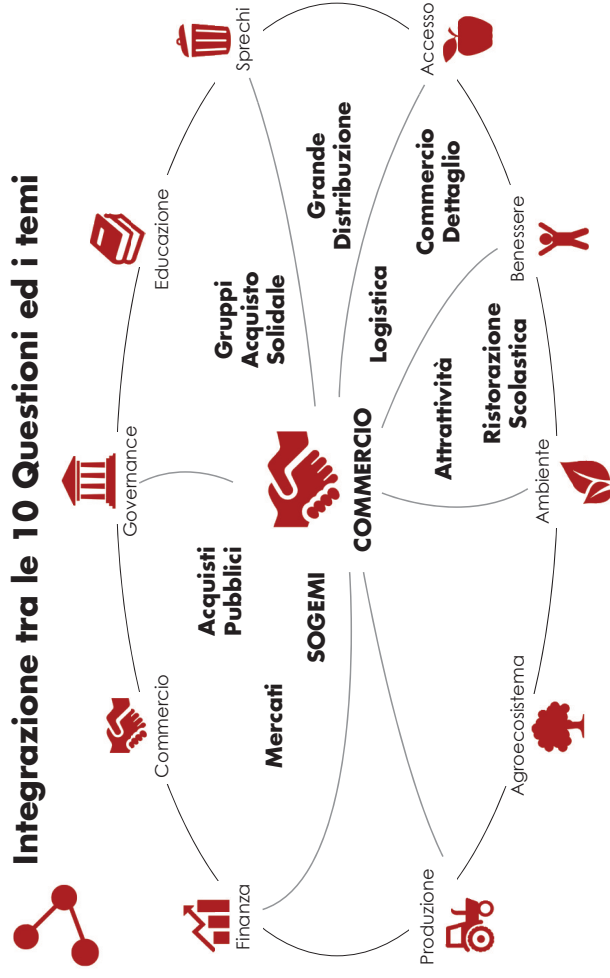 Integrazione tra le 10 Questioni ed i temi
Finanza
Commercio
Governance
Educazione
Sprechi
Mercati
Acquisti
Pubblici
SOGEMI
Gruppi
Acquisto
Solidale
Grande
Distribuzione
COMMERCIO
Logistica
Commercio
Dettaglio
Attrattività
Ristorazione
Scolastica
Produzione
Agroecosistema
Ambiente
Benessere
Accesso